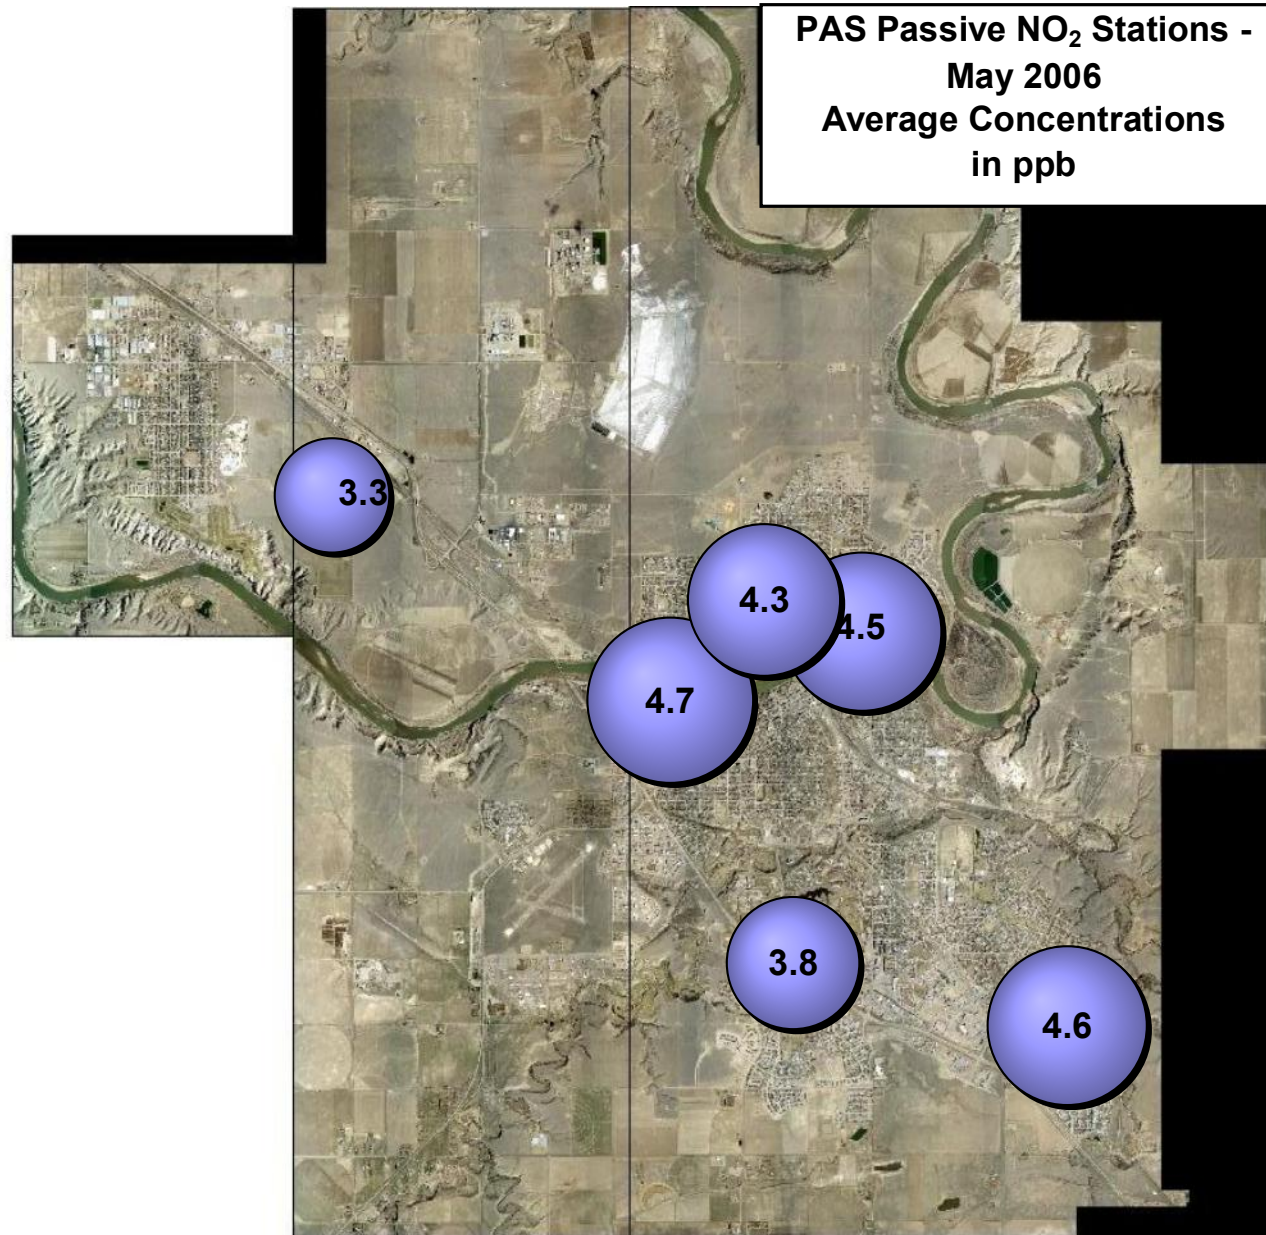 PAS Passive NO₂ Stations -
May 2006
Average Concentrations
in ppb
3.3
4.3
4.5
4.7
3.8
4.6